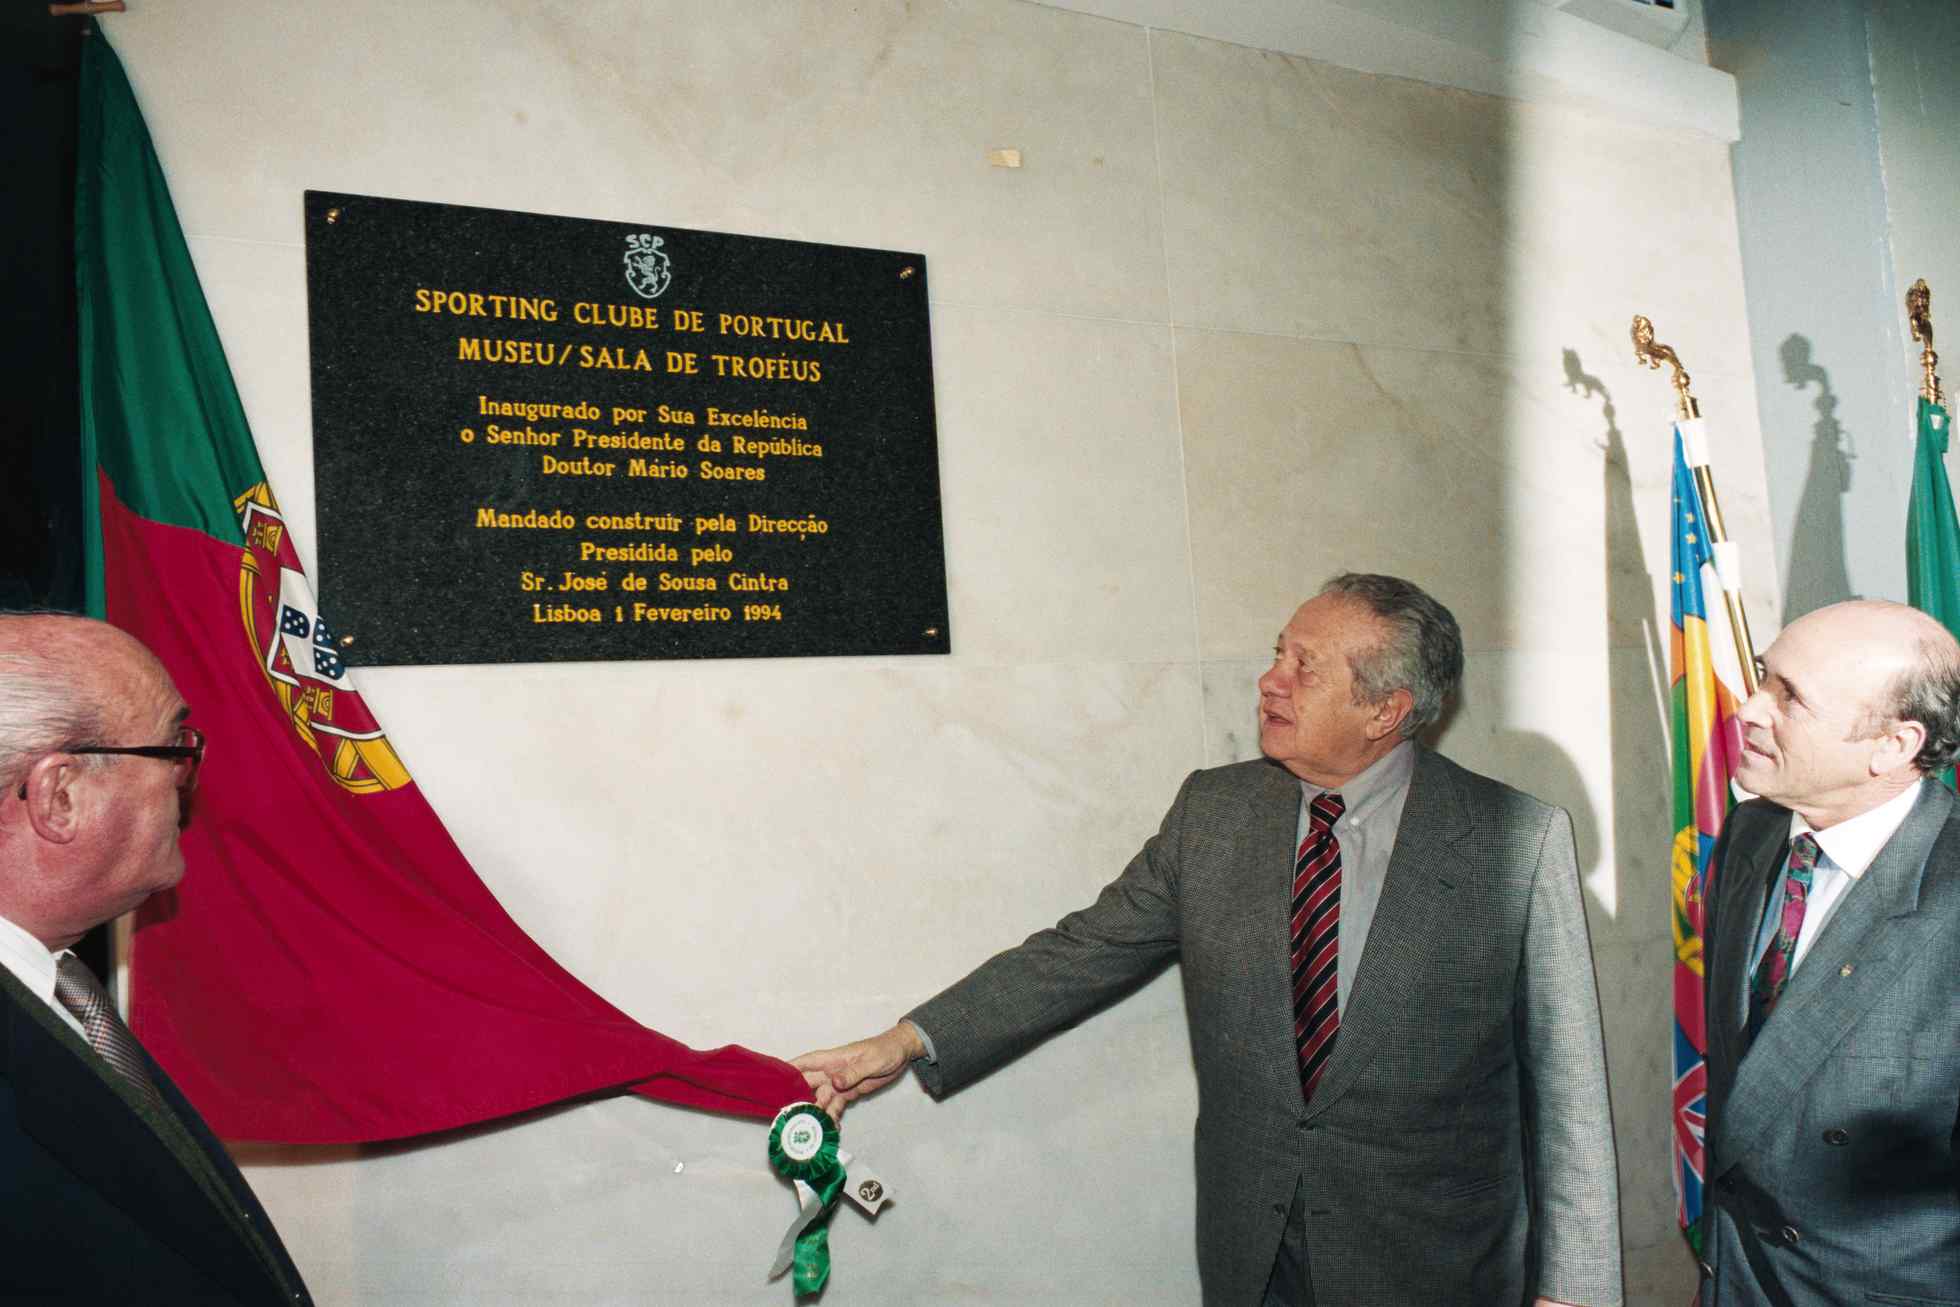 SCP
SPORTING CLUBE DE PORTUGAL
MUSEU/SALA DE TROFÉUS
Inaugurado por Sua Excelência
o Senhor Presidente da República
Doutor Mário Soares
Mandado construir pela Direcção
Presidida pelo
Sr. José de Sousa Cintra
Lisboa 1 Fevereiro 1994
2nd